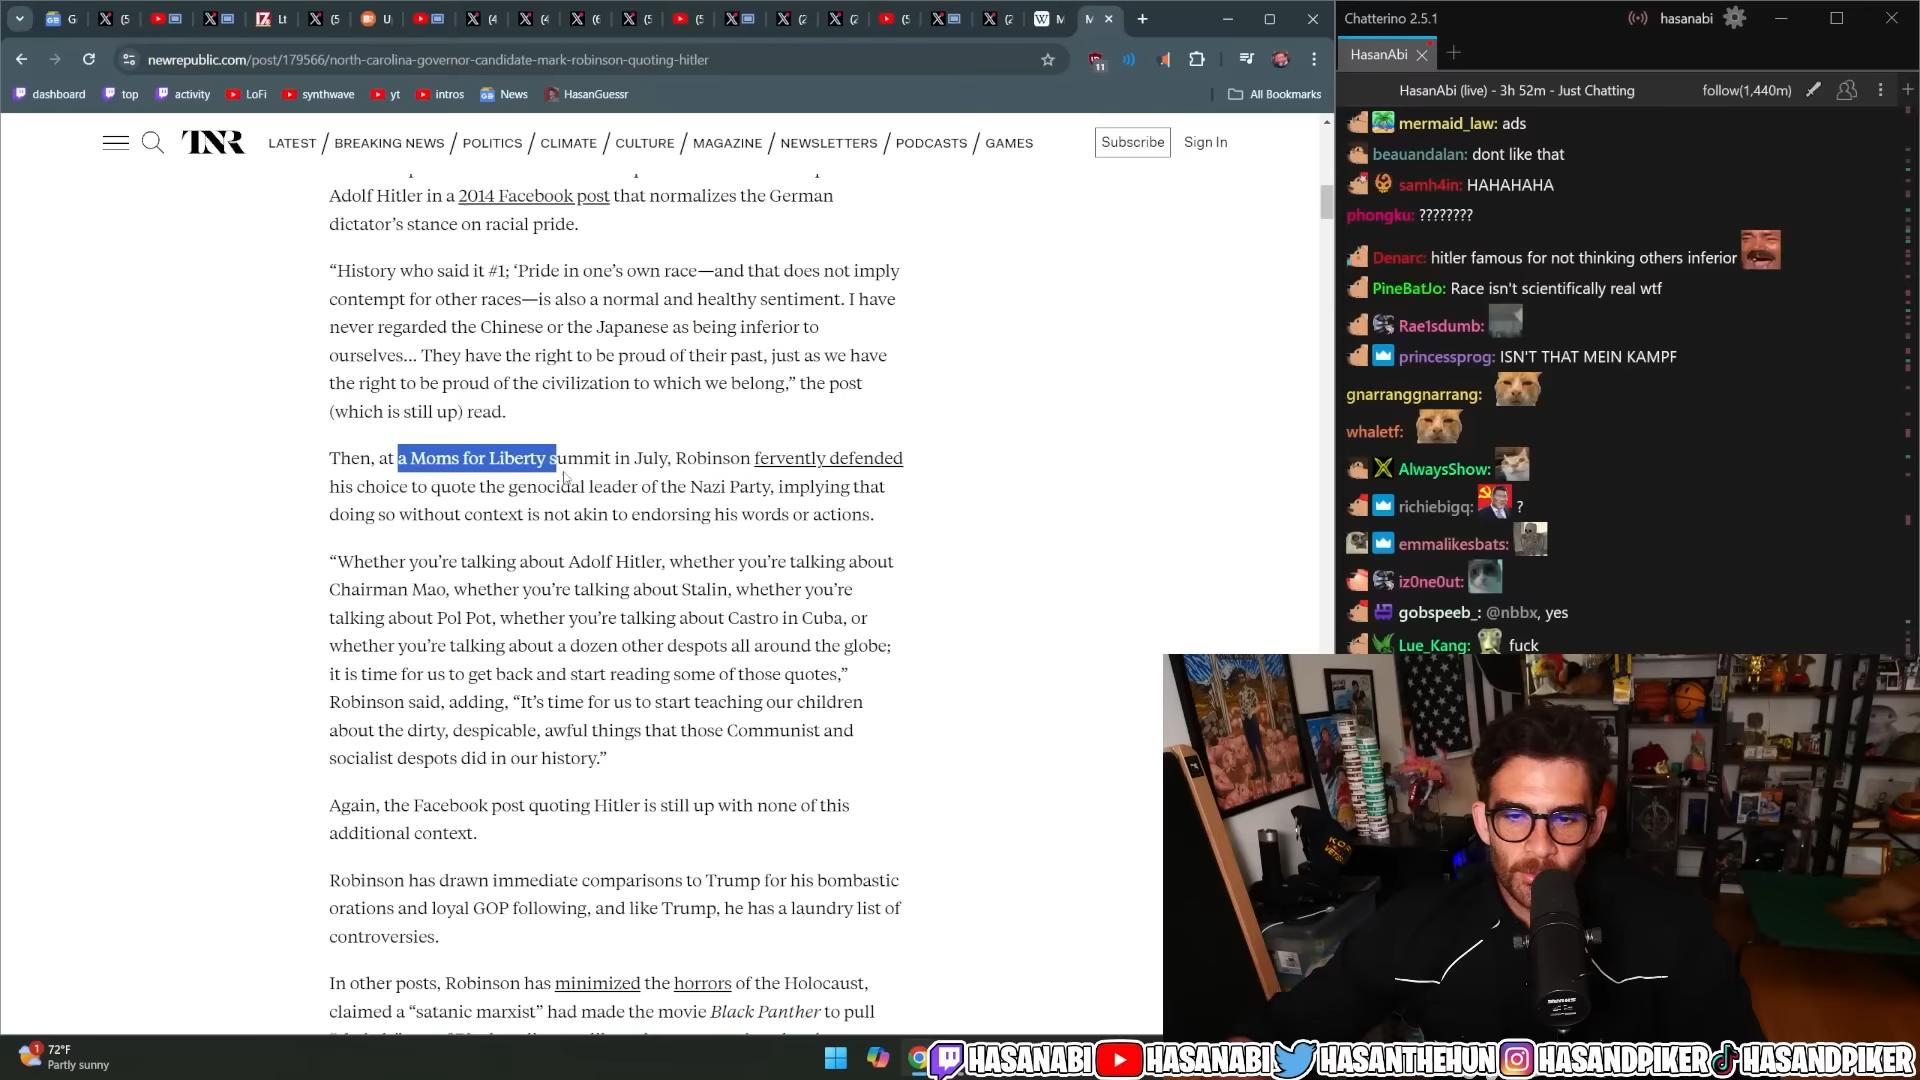 newrepublic.com/post/179566/north-carolina-governor-candidate-mark-robinson-quoting-hitler
dashboard
top
activity
LoFi
synthwave
yt
intros
News
HasanGuessr
All Bookmarks
TNR
LATEST / BREAKING NEWS / POLITICS / CLIMATE / CULTURE / MAGAZINE / NEWSLETTERS / PODCASTS / GAMES
Subscribe
Sign In
Adolf Hitler in a 2014 Facebook post that normalizes the German
dictator’s stance on racial pride.
“History who said it #1; ‘Pride in one’s own race—and that does not imply
contempt for other races—is also a normal and healthy sentiment. I have
never regarded the Chinese or the Japanese as being inferior to
ourselves... They have the right to be proud of their past, just as we have
the right to be proud of the civilization to which we belong,” the post
(which is still up) read.
Then, at a Moms for Liberty summit in July, Robinson fervently defended
his choice to quote the genocidal leader of the Nazi Party, implying that
doing so without context is not akin to endorsing his words or actions.
“Whether you’re talking about Adolf Hitler, whether you’re talking about
Chairman Mao, whether you’re talking about Stalin, whether you’re
talking about Pol Pot, whether you’re talking about Castro in Cuba, or
whether you’re talking about a dozen other despots all around the globe;
it is time for us to get back and start reading some of those quotes,”
Robinson said, adding, “It’s time for us to start teaching our children
about the dirty, despicable, awful things that those Communist and
socialist despots did in our history.”
Again, the Facebook post quoting Hitler is still up with none of this
additional context.
Robinson has drawn immediate comparisons to Trump for his bombastic
orations and loyal GOP following, and like Trump, he has a laundry list of
controversies.
In other posts, Robinson has minimized the horrors of the Holocaust,
claimed a “satanic marxist” had made the movie Black Panther to pull
72°F
Partly sunny
Chatterino 2.5.1
hasanabi
HasanAbi
HasanAbi (live) - 3h 52m - Just Chatting
follow(1,440m)
mermaid_law: ads
beauandalan: dont like that
samh4in: HAHAHAHA
phongku: ????????
Denarc: hitler famous for not thinking others inferior
PineBatJo: Race isn't scientifically real wtf
Rae1sdumb:
princessprog: ISN'T THAT MEIN KAMPF
gnarranggnarrang:
whaletf:
AlwaysShow:
richiebigq: ?
emmalikesbats:
iz0ne0ut:
gobspeeb_: @nbbx, yes
Lue_Kang: fuck
HASANABI
HASANABI
HASANTHEHUN
HASANDPIKER
HASANDPIKER